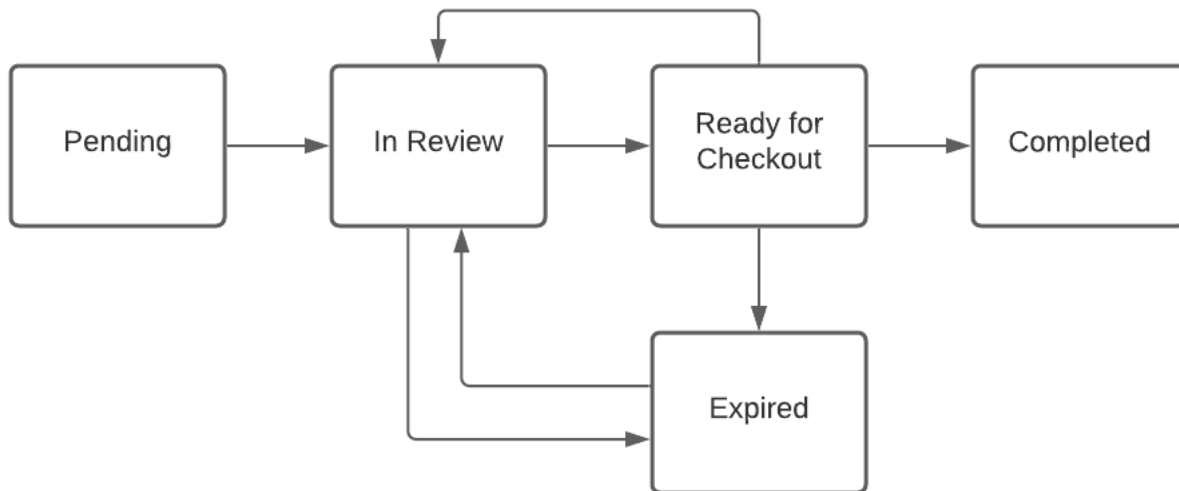 Pending
In Review
Ready for
Checkout
Completed
Expired